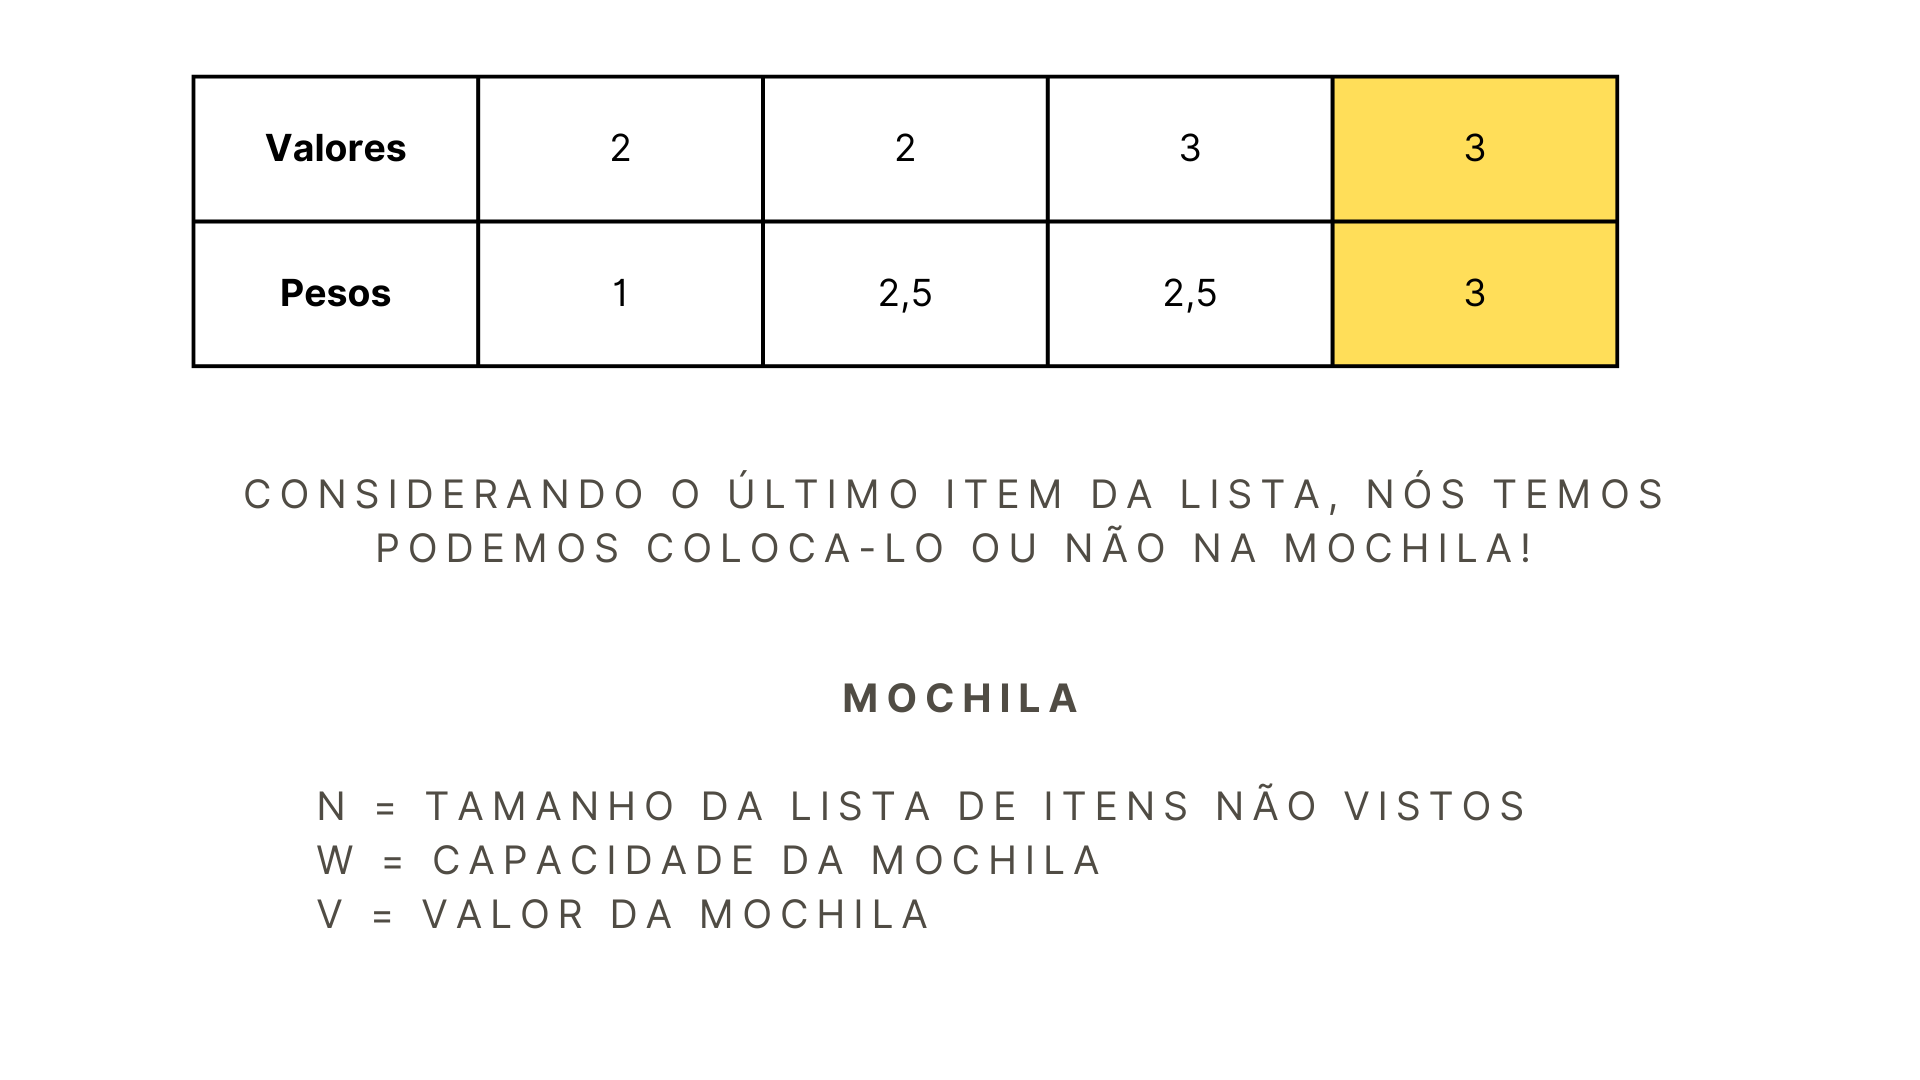 Valores 2 2 3 3
Pesos 1 2,5 2,5 3
CONSIDERANDO O ÚLTIMO ITEM DA LISTA, NÓS TEMOS
PODEMOS COLOCA-LO OU NÃO NA MOCHILA!
MOCHILA
N = TAMANHO DA LISTA DE ITENS NÃO VISTOS
W = CAPACIDADE DA MOCHILA
V = VALOR DA MOCHILA